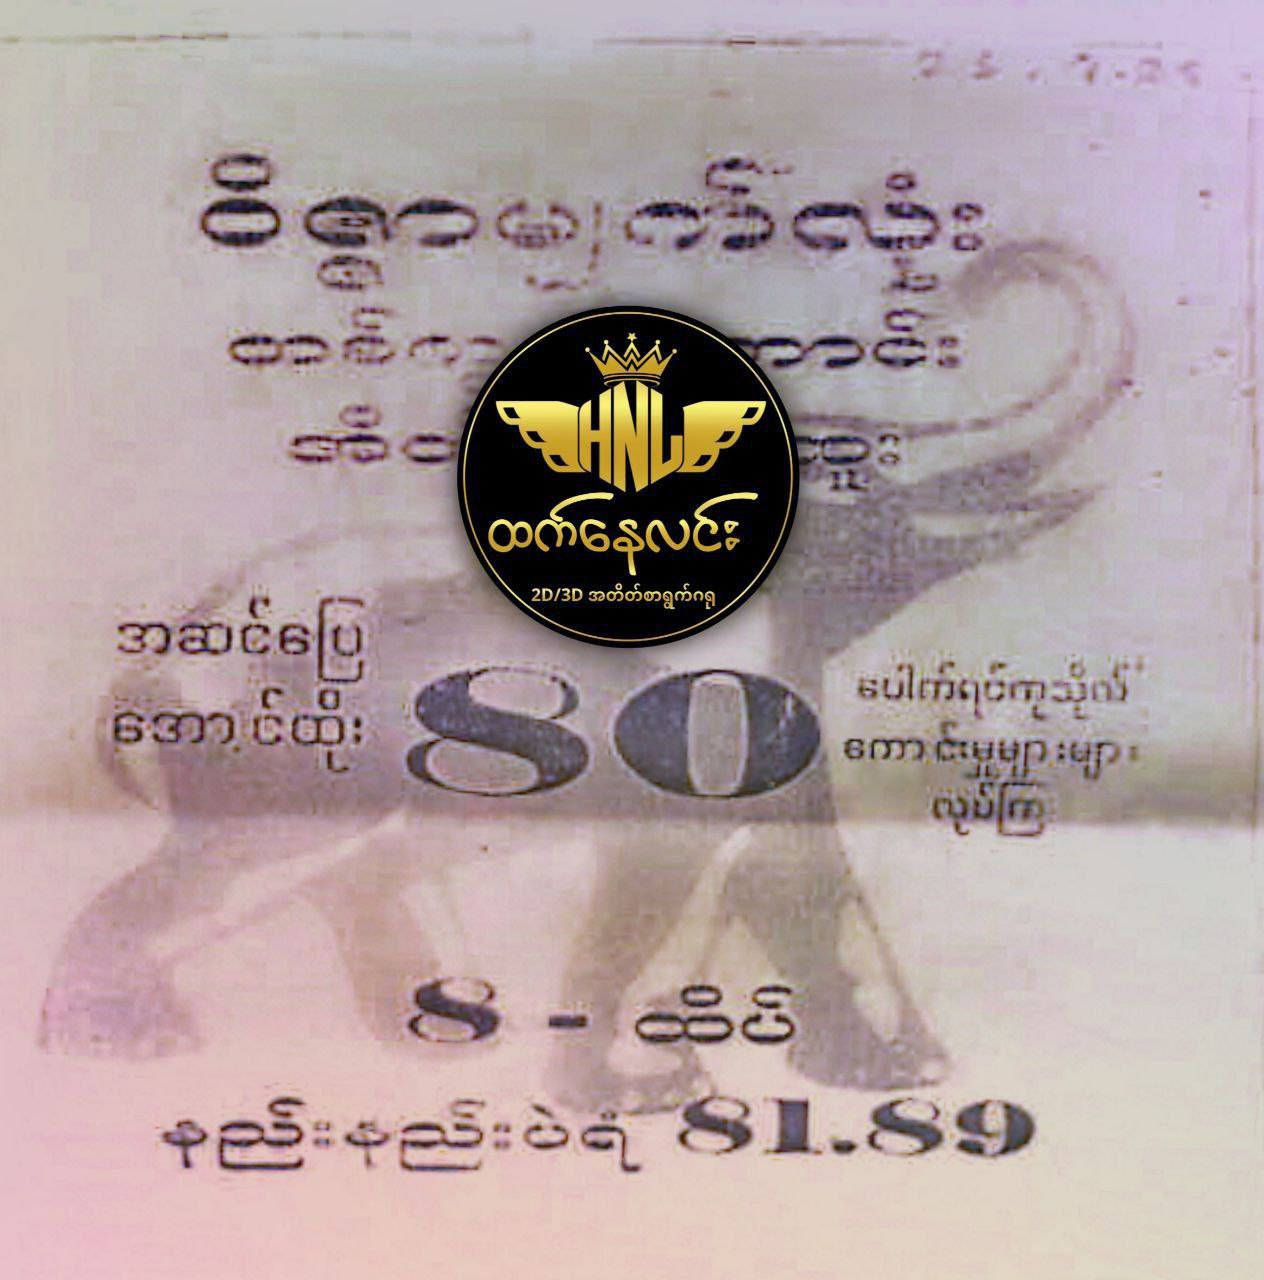 ဝိဇ္ဇာမျက်လုံး
HNL
ထက်နေလင်း
2D/3D အတိတ်စာရွက်ဂရု
အဆင်ပြေ
အောင်ထိုး
80
ပေါက်ရင်ကုသိုလ်
ကောင်းမှုများများ
လုပ်ကြ
8 - ထိပ်
နည်းနည်းပဲရံ 81.89